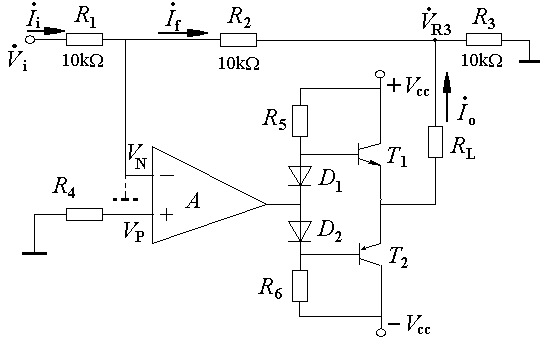 İi R1 İf R2 V̇R3 R3
V̇i 10kΩ 10kΩ 10kΩ
+Vcc
R5 İo
VN T1 RL
R4 − A D1
VP + D2
T2
R6
−Vcc